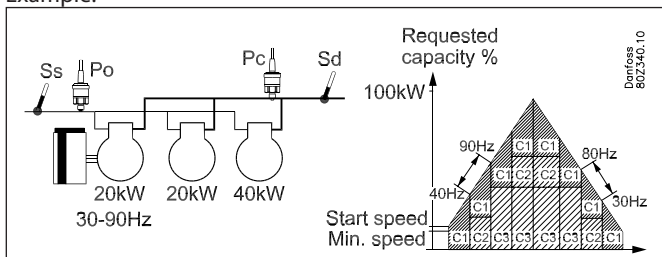 Example:
Ss
Po
Pc
Sd
20kW
20kW
40kW
30-90Hz
Requested
capacity %
100kW
90Hz
80Hz
40Hz
30Hz
Start speed
Min. speed
C1 C1
C1 C2 C2 C1
C1 C1
C1 C2 C3 C3 C3 C3 C2 C1
Danfoss
80Z340.10